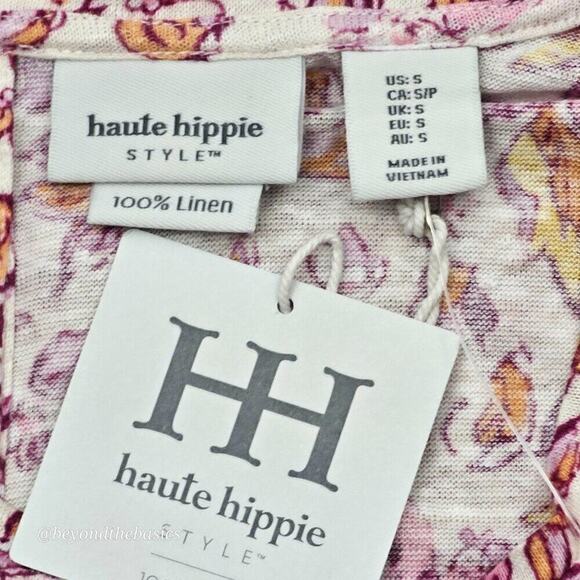 haute hippie
STYLE™
100% Linen
US: S
CA: S/P
UK: S
EU: S
AU: S
MADE IN
VIETNAM
HH
haute hippie
STYLE™
@beyondthebasics